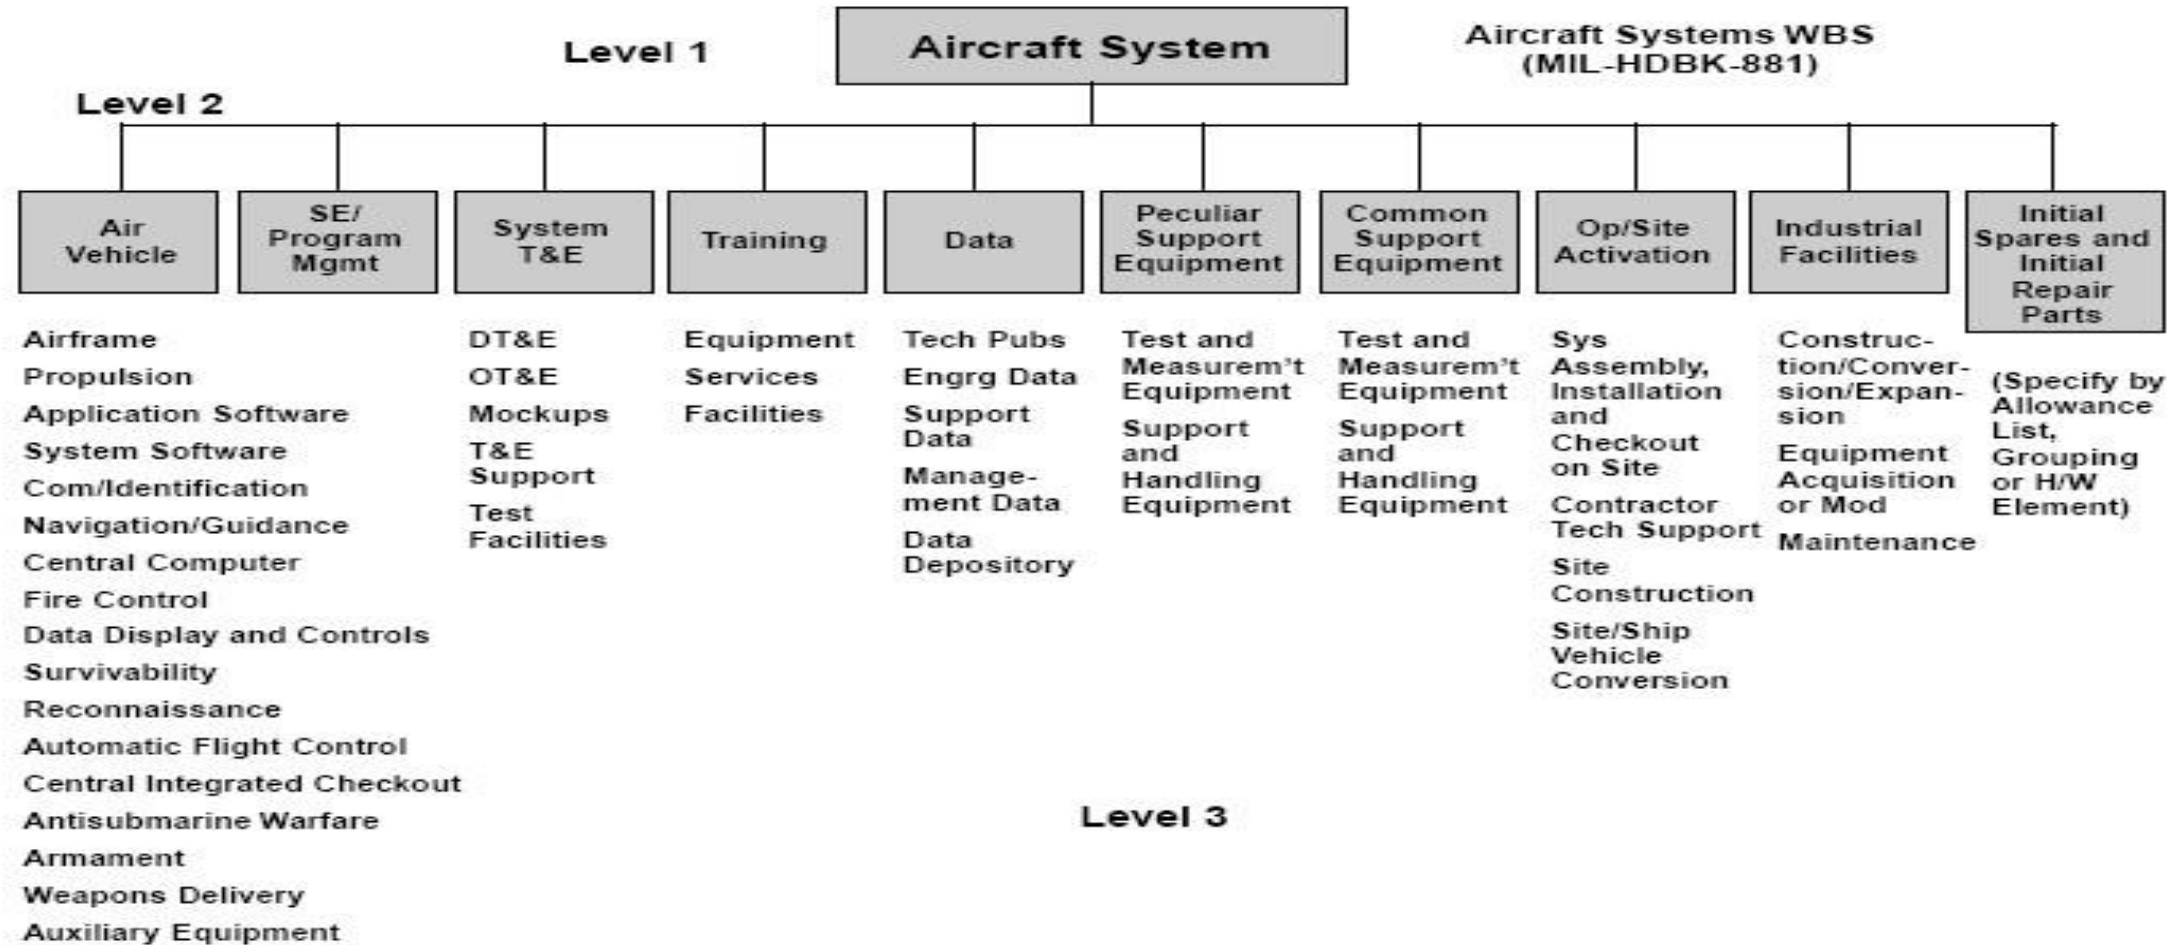 Level 1
Aircraft System
Aircraft Systems WBS
(MIL-HDBK-881)
Level 2
Air
Vehicle
SE/
Program
Mgmt
System
T&E
Training
Data
Peculiar
Support
Equipment
Common
Support
Equipment
Op/Site
Activation
Industrial
Facilities
Initial
Spares and
Initial
Repair
Parts
Airframe
Propulsion
Application Software
System Software
Com/Identification
Navigation/Guidance
Central Computer
Fire Control
Data Display and Controls
Survivability
Reconnaissance
Automatic Flight Control
Central Integrated Checkout
Antisubmarine Warfare
Armament
Weapons Delivery
Auxiliary Equipment
DT&E
OT&E
Mockups
T&E
Support
Test
Facilities
Equipment
Services
Facilities
Tech Pubs
Engrg Data
Support
Data
Manage-
ment Data
Data
Depository
Test and
Measurem't
Equipment
Support
and
Handling
Equipment
Test and
Measurem't
Equipment
Support
and
Handling
Equipment
Sys
Assembly,
Installation
and
Checkout
on Site
Contractor
Tech Support
Site
Construction
Site/Ship
Vehicle
Conversion
Construc-
tion/Conver-
sion/Expan-
sion
Equipment
Acquisition
or Mod
Maintenance
(Specify by
Allowance
List,
Grouping
or H/W
Element)
Level 3